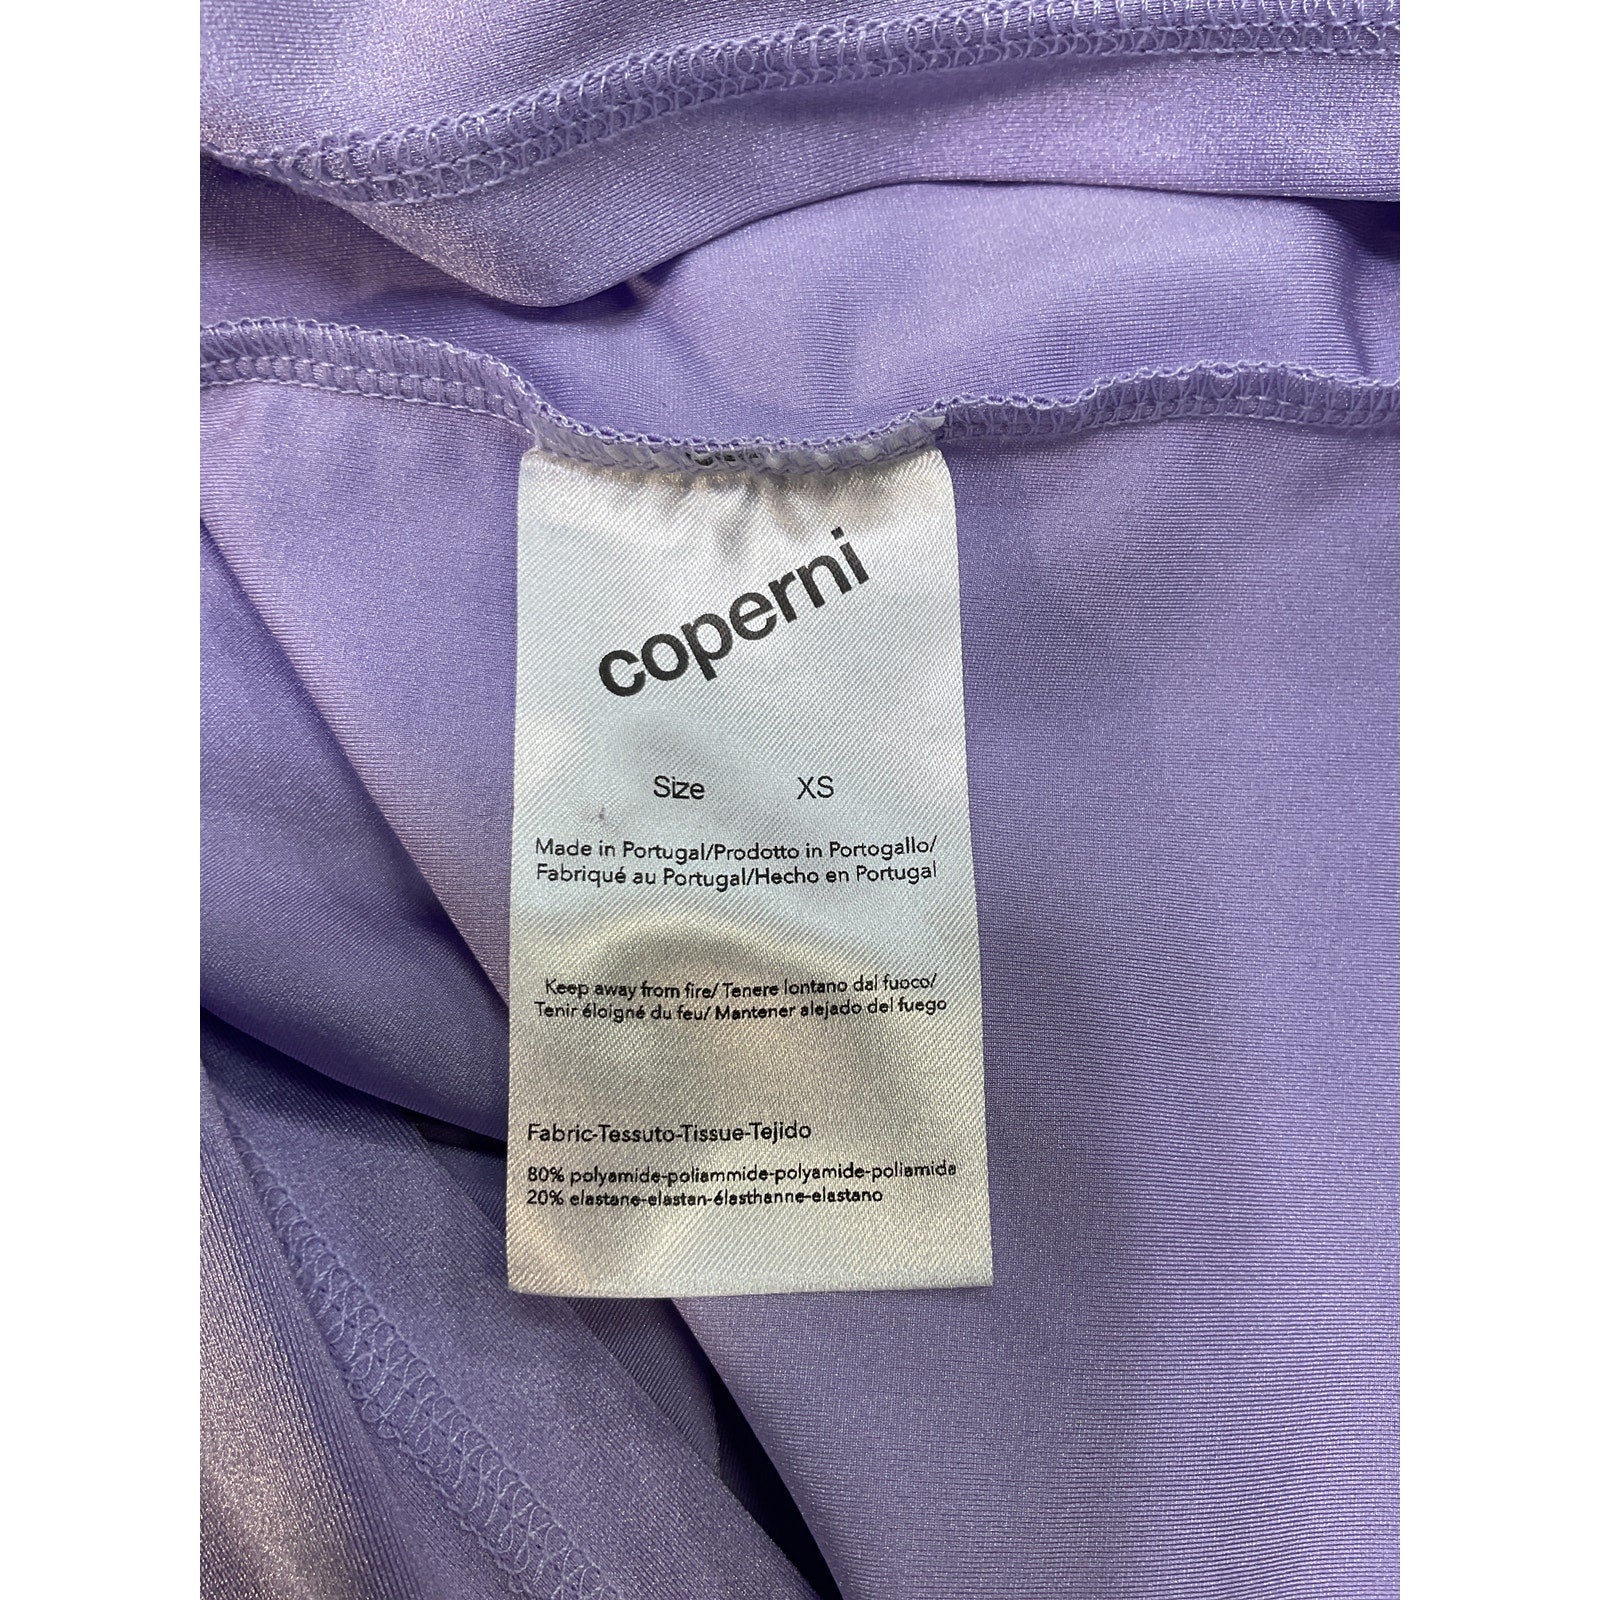 coperni
Size XS
Made in Portugal/Prodotto in Portogallo/
Fabriqué au Portugal/Hecho en Portugal
Keep away from fire/ Tenere lontano dal fuoco/
Tenir éloigné du feu/ Mantener alejado del fuego
Fabric-Tessuto-Tissue-Tejido
80% polyamide-poliammide-polyamide-poliamida
20% elastane-elastan-élasthanne-elastano